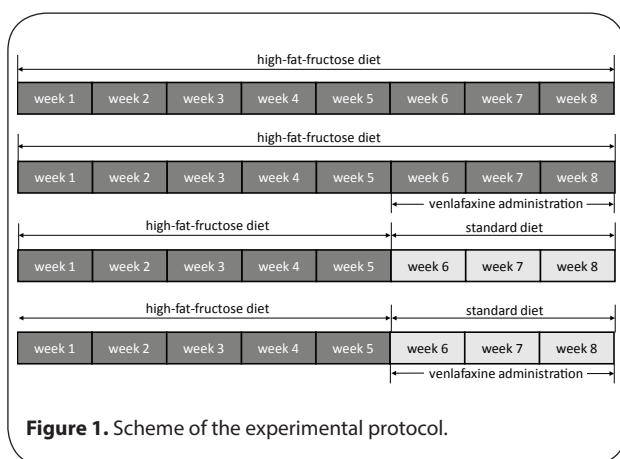 high-fat-fructose diet
week 1 week 2 week 3 week 4 week 5 week 6 week 7 week 8
high-fat-fructose diet
week 1 week 2 week 3 week 4 week 5 week 6 week 7 week 8
venlafaxine administration
high-fat-fructose diet standard diet
week 1 week 2 week 3 week 4 week 5 week 6 week 7 week 8
high-fat-fructose diet standard diet
week 1 week 2 week 3 week 4 week 5 week 6 week 7 week 8
venlafaxine administration
Figure 1. Scheme of the experimental protocol.